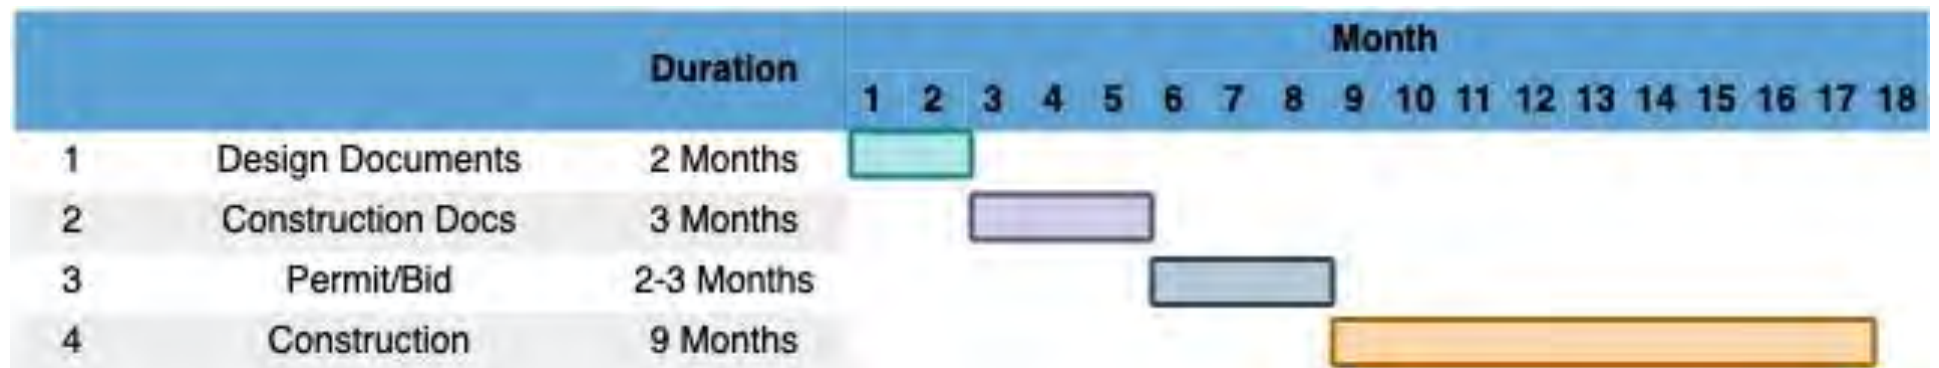 Month
Duration
1 2 3 4 5 6 7 8 9 10 11 12 13 14 15 16 17 18
1 Design Documents 2 Months
2 Construction Docs 3 Months
3 Permit/Bid 2-3 Months
4 Construction 9 Months